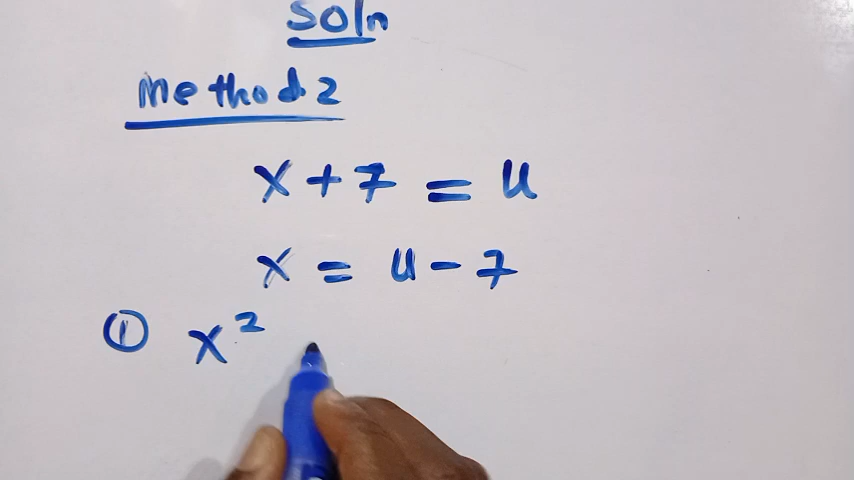 Soln
Method 2
x + 7 = u
x = u - 7
① x²